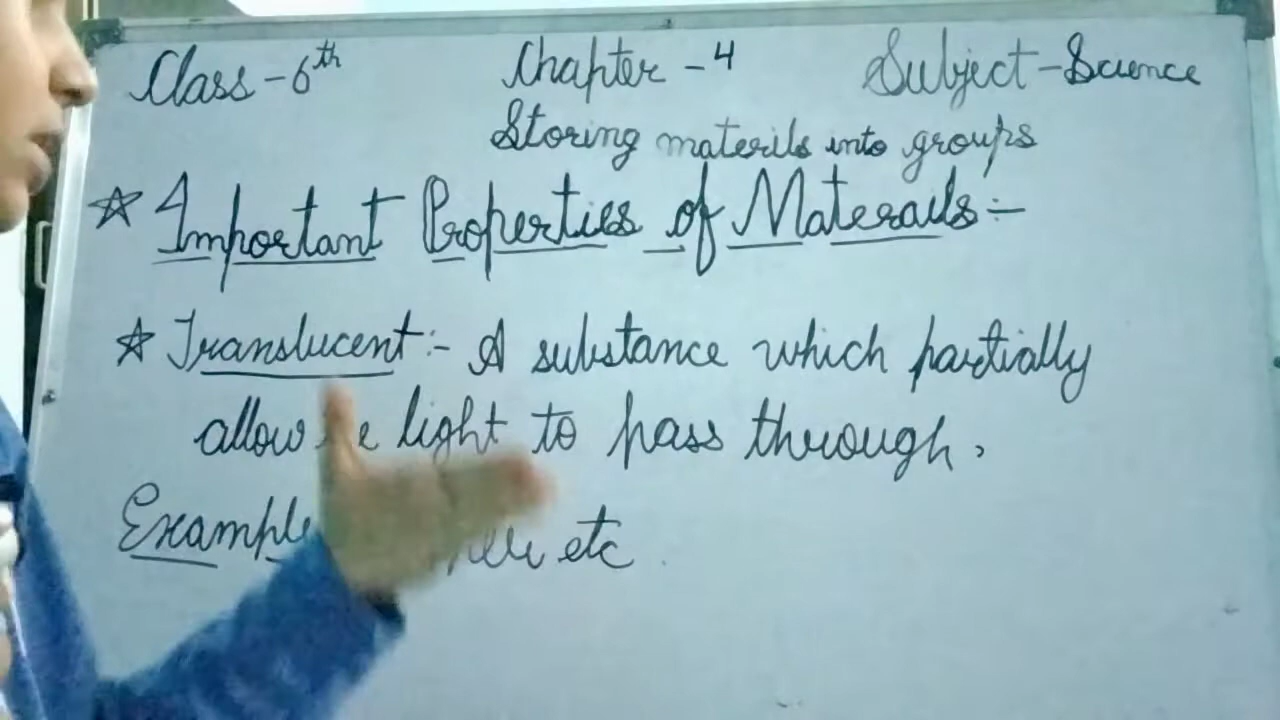 Class - 6th Chapter - 4 Subject - Science
Storing materils into groups
☆ Important Properties of Materails :-
☆ Translucent :- A substance which partially
allow light to pass through.
Example etc